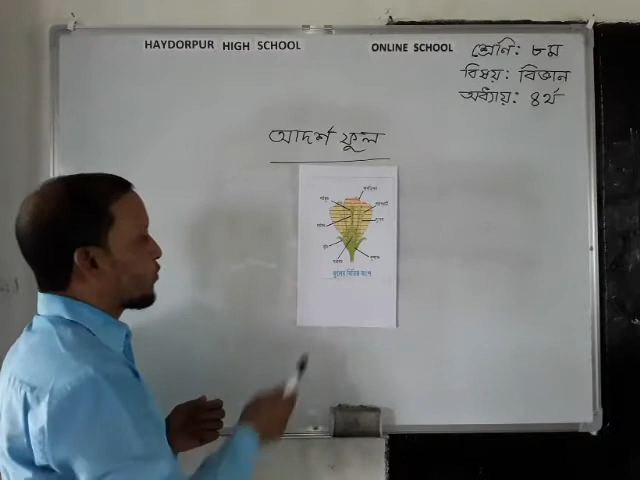 HAYDORPUR HIGH SCHOOL ONLINE SCHOOL
শ্রেণি: ৮ম
বিষয়: বিজ্ঞান
অধ্যায়: ৪র্থ
আদর্শ ফুল
ফুলের বিভিন্ন অংশ